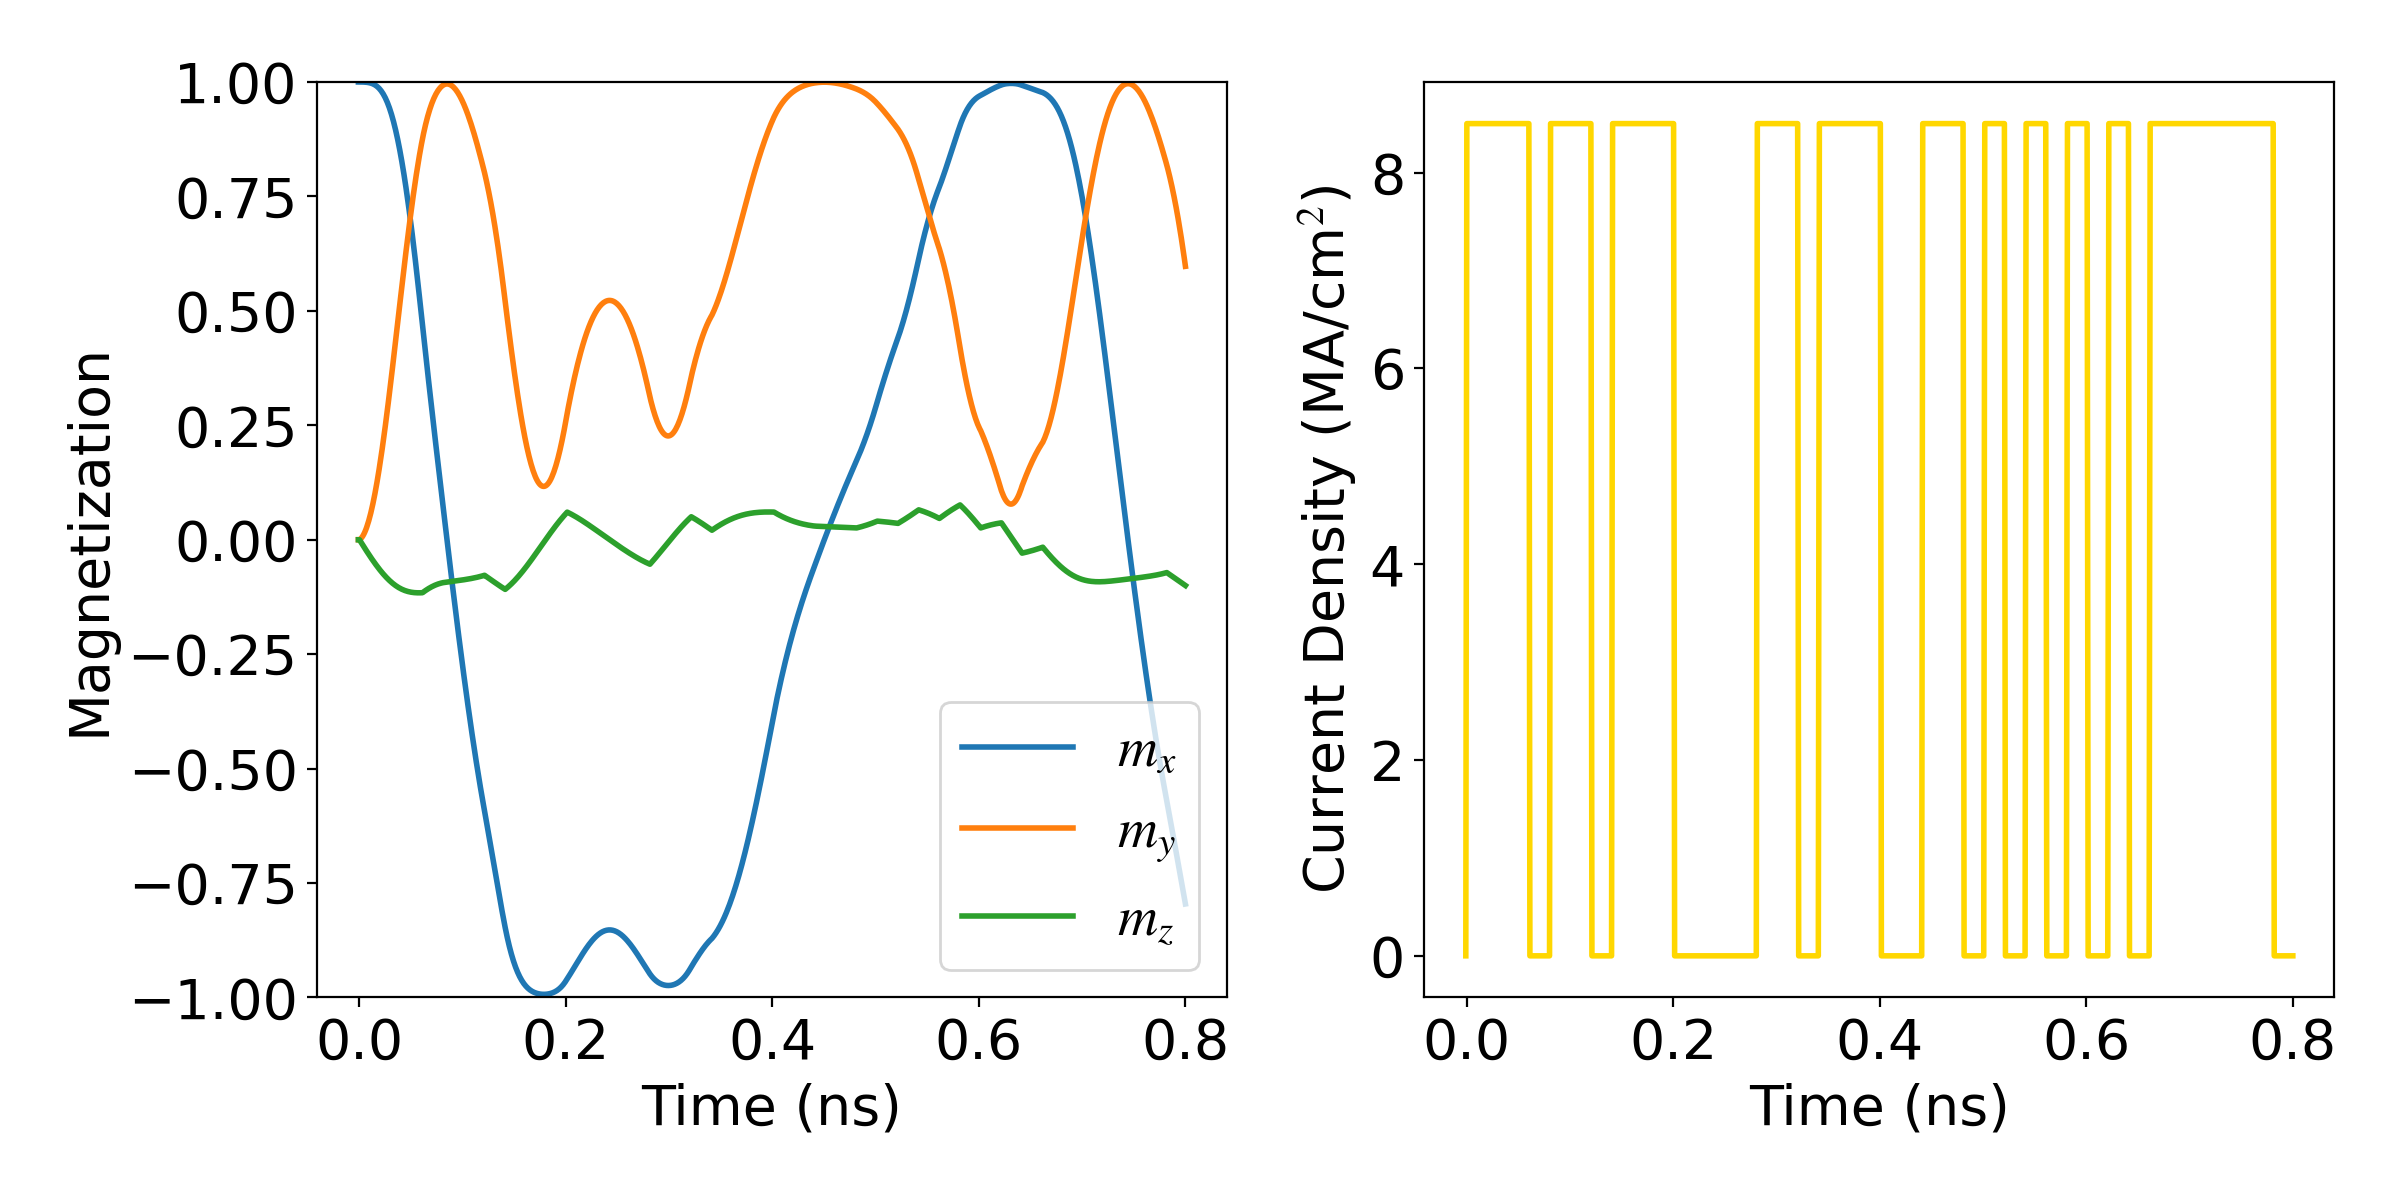 1.00
0.75
0.50
0.25
0.00
−0.25
−0.50
−0.75
−1.00
Magnetization
0.0 0.2 0.4 0.6 0.8
Time (ns)
m_x
m_y
m_z
8
6
4
2
0
Current Density (MA/cm²)
0.0 0.2 0.4 0.6 0.8
Time (ns)